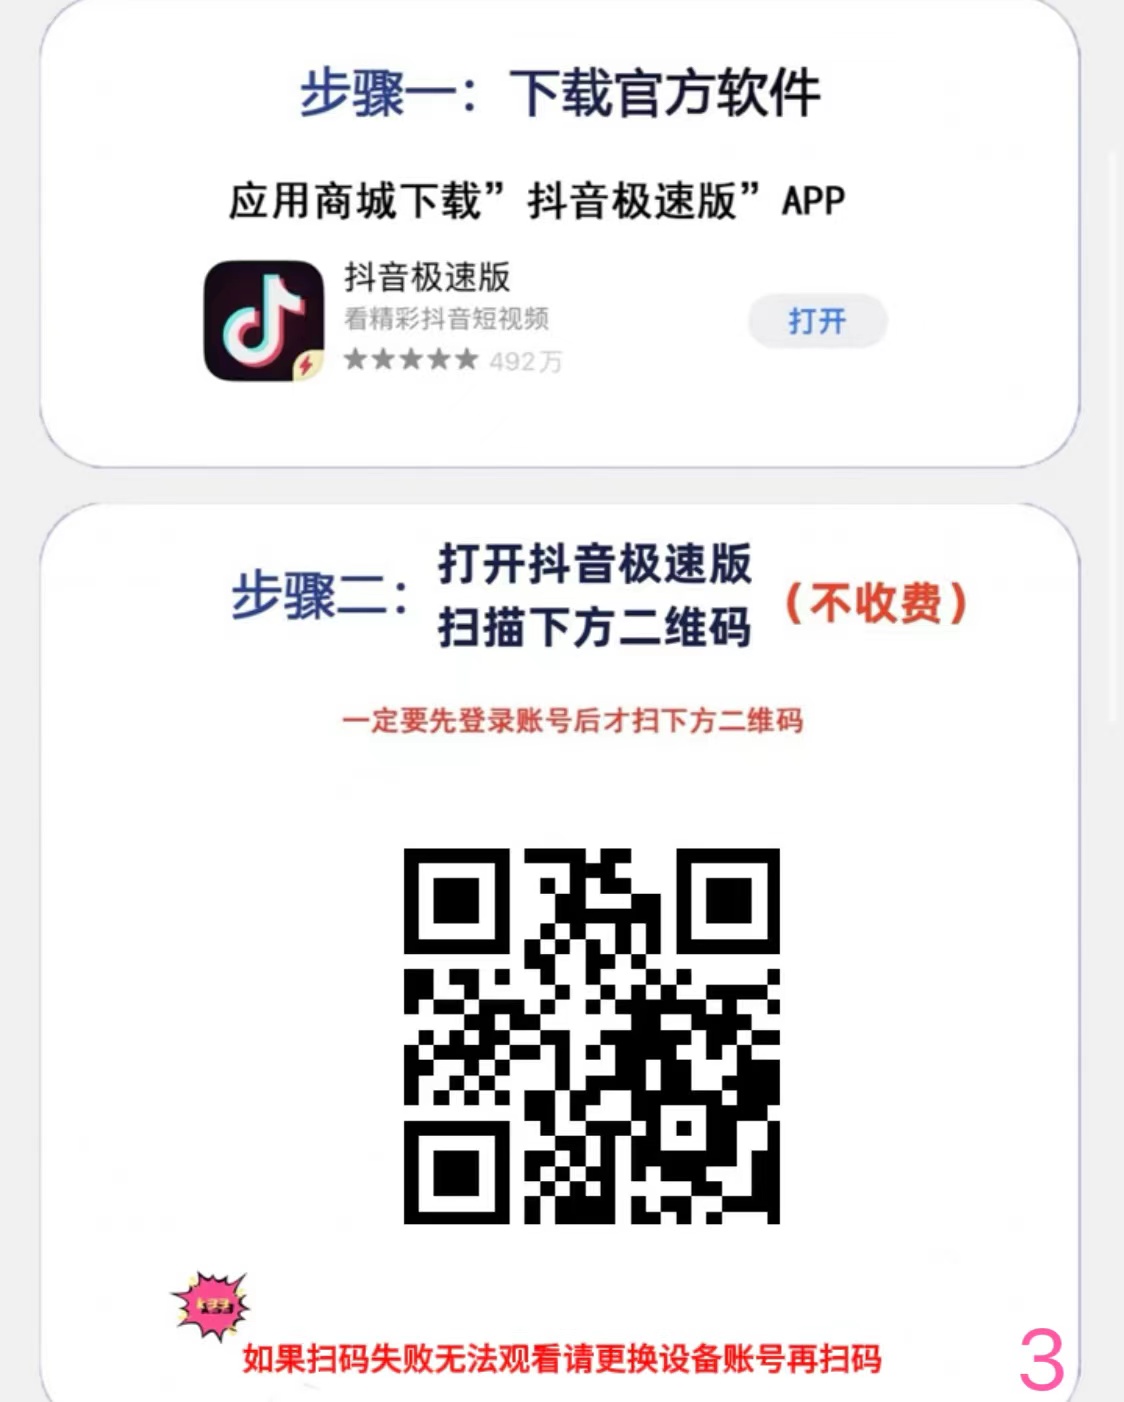 步骤一：下载官方软件
应用商城下载”抖音极速版”APP
抖音极速版
看精彩抖音短视频
492万
打开
步骤二：
打开抖音极速版
扫描下方二维码
（不收费）
一定要先登录账号后才扫下方二维码
如果扫码失败无法观看请更换设备账号再扫码
3